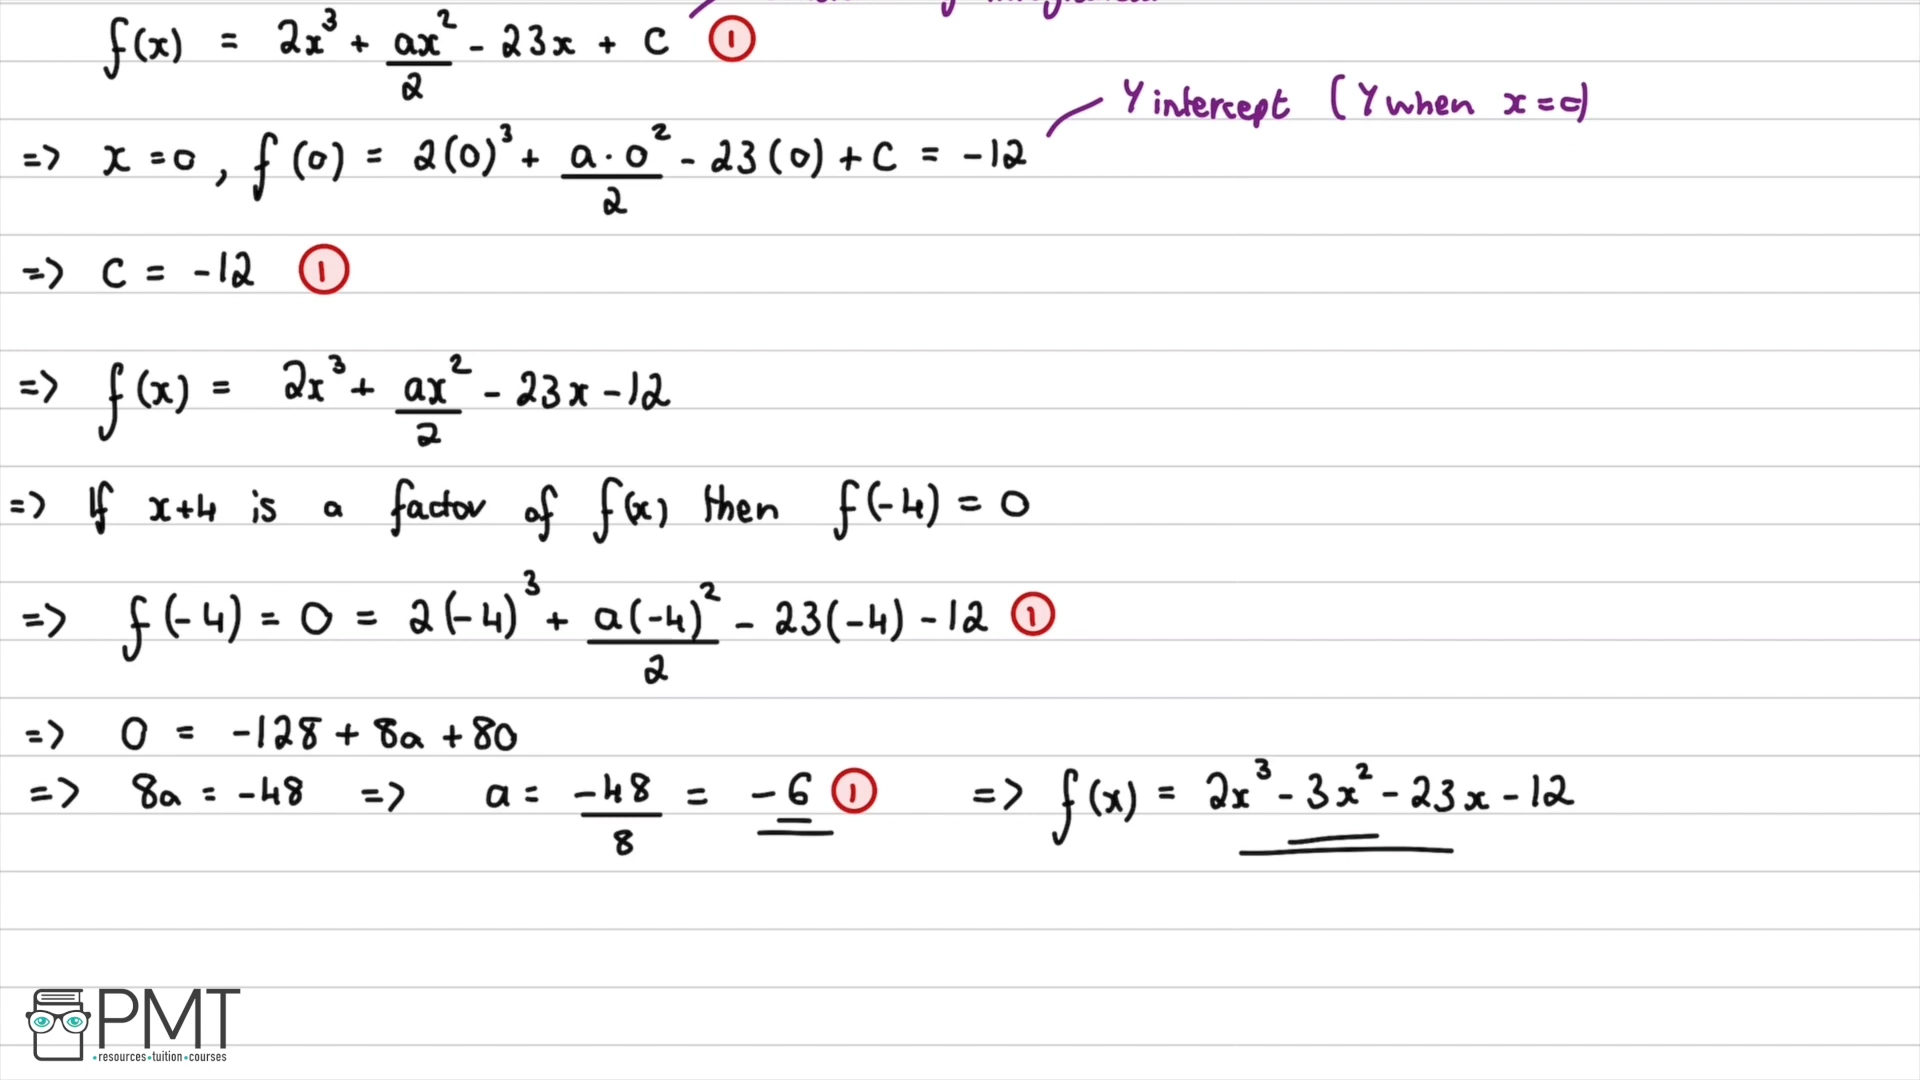 f(x) = 2x³ + ax²/2 - 23x + C ①
Y intercept (Y when x=0)
=> x=0, f(0) = 2(0)³ + a·0²/2 - 23(0) + C = -12
=> C = -12 ①
=> f(x) = 2x³ + ax²/2 - 23x - 12
=> If x+4 is a factor of f(x) then f(-4) = 0
=> f(-4) = 0 = 2(-4)³ + a(-4)²/2 - 23(-4) - 12 ①
=> 0 = -128 + 8a + 80
=> 8a = -48 => a = -48/8 = -6 ① => f(x) = 2x³ - 3x² - 23x - 12
PMT
resources•tuition•courses